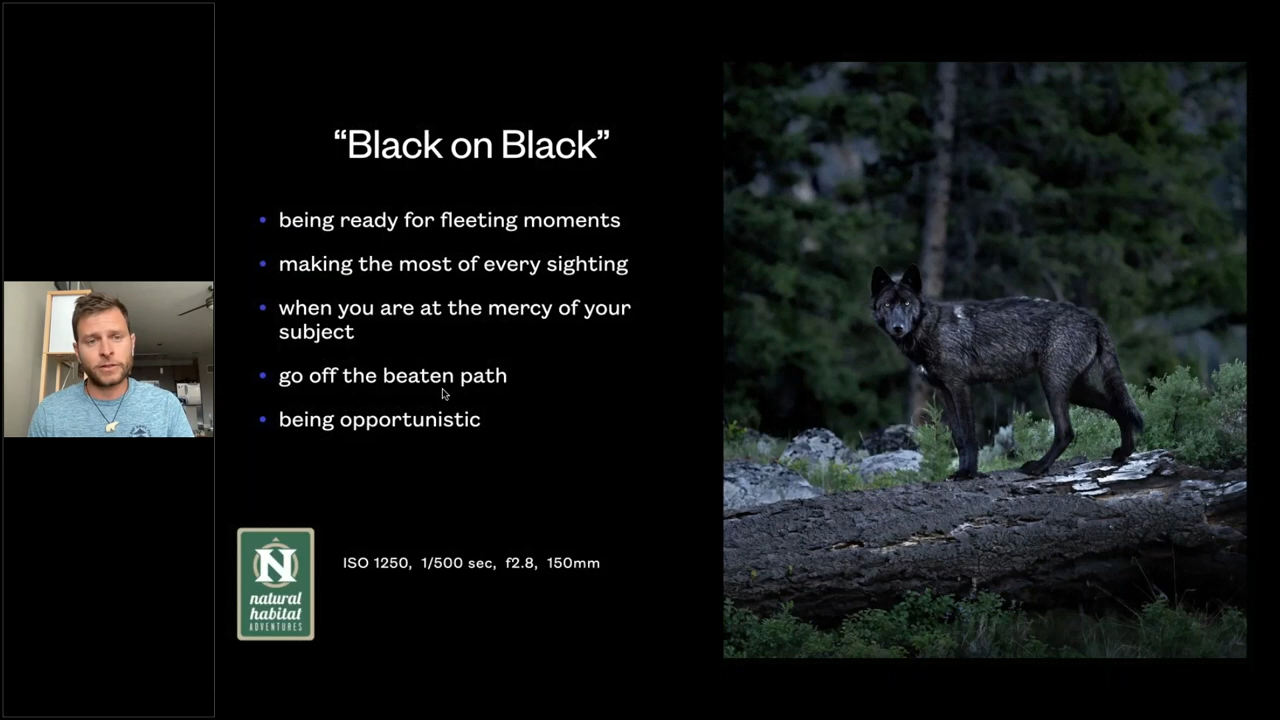 “Black on Black”
• being ready for fleeting moments
• making the most of every sighting
• when you are at the mercy of your
subject
• go off the beaten path
• being opportunistic
N
natural
habitat
ADVENTURES
ISO 1250, 1/500 sec, f2.8, 150mm